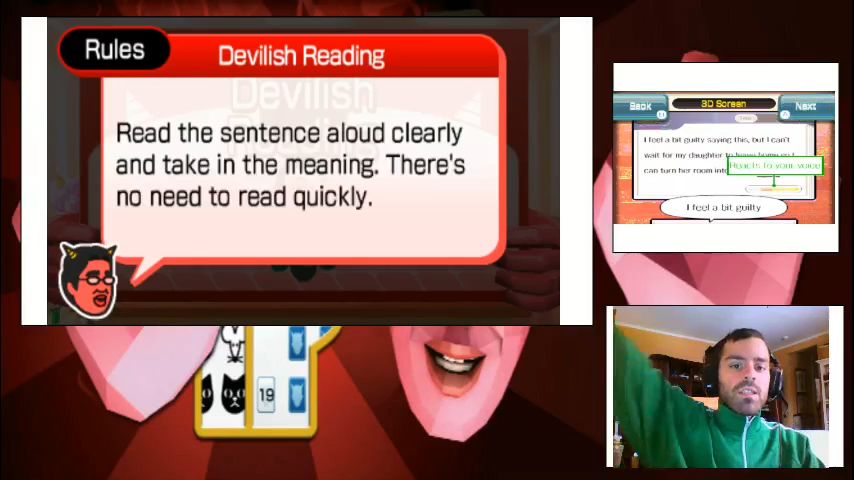 Rules
Devilish Reading
Devilish
Read the sentence aloud clearly
and take in the meaning. There's
no need to read quickly.
19
Back
3D Screen
Next
I feel a bit guilty saying this, but I can't
wait for my daughter to
can turn her room into
Reacts to your voice
I feel a bit guilty